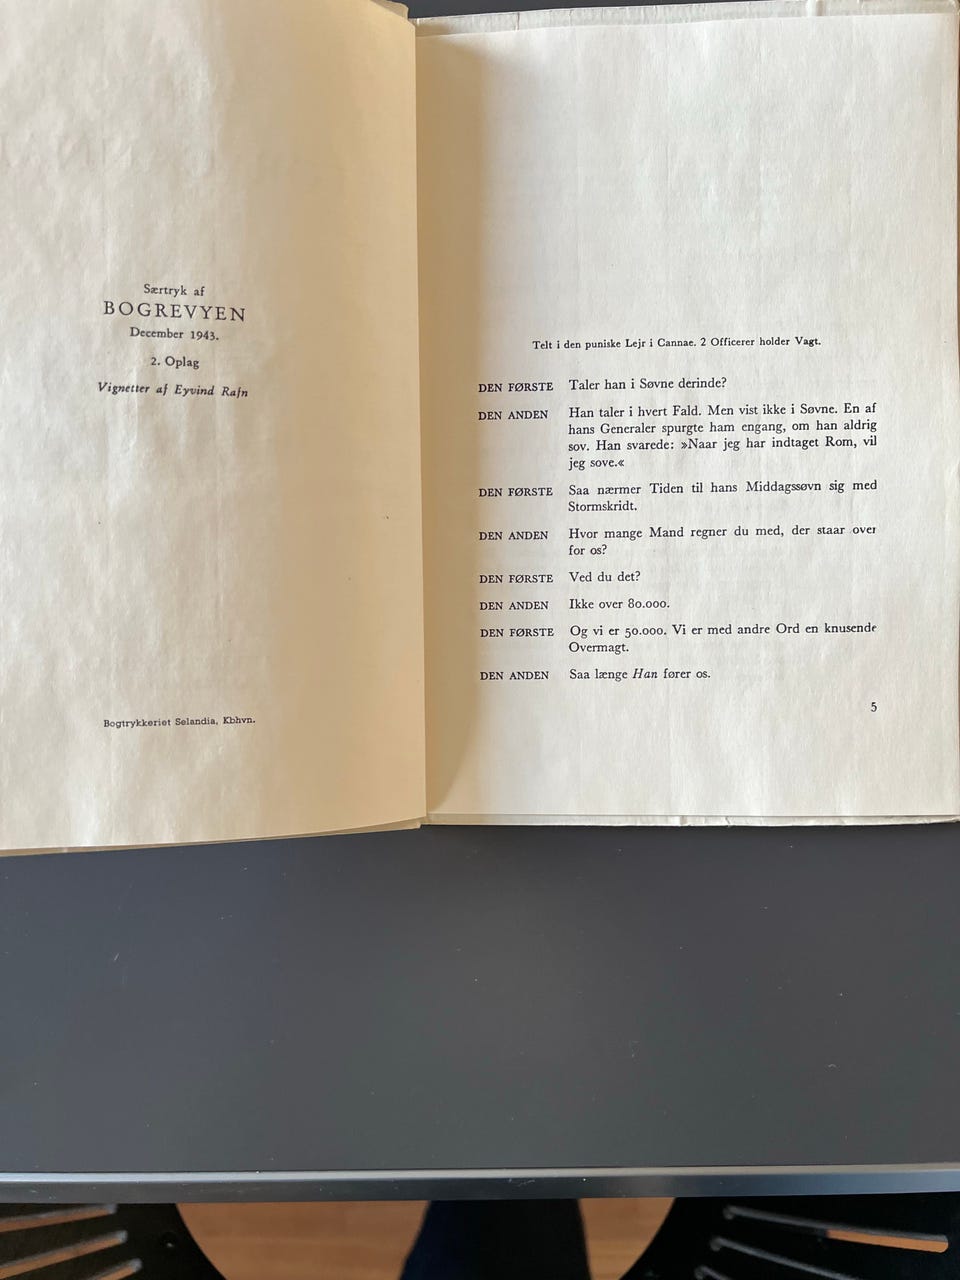 Særtryk af
BOGREVYEN
December 1943.
2. Oplag
Vignetter af Eyvind Rafn
Bogtrykkeriet Selandia, Kbhvn.
Telt i den puniske Lejr i Cannae. 2 Officerer holder Vagt.
DEN FØRSTE Taler han i Søvne derinde?
DEN ANDEN Han taler i hvert Fald. Men vist ikke i Søvne. En af
hans Generaler spurgte ham engang, om han aldrig
sov. Han svarede: »Naar jeg har indtaget Rom, vil
jeg sove.«
DEN FØRSTE Saa nærmer Tiden til hans Middagssøvn sig med
Stormskridt.
DEN ANDEN Hvor mange Mand regner du med, der staar over
for os?
DEN FØRSTE Ved du det?
DEN ANDEN Ikke over 80.000.
DEN FØRSTE Og vi er 50.000. Vi er med andre Ord en knusende
Overmagt.
DEN ANDEN Saa længe Han fører os.
5